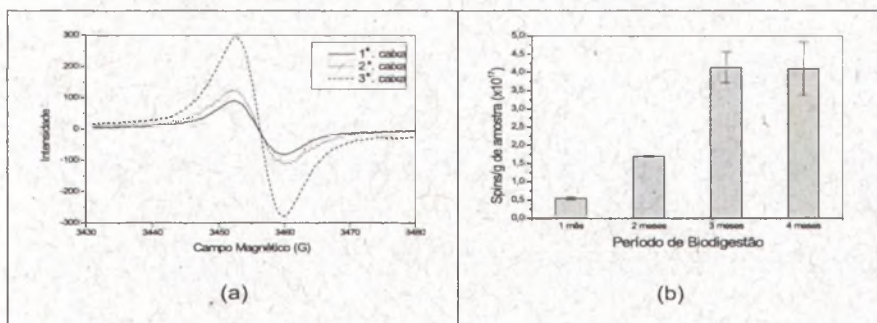 300
200
100
0
-100
-200
-300
3430
3440
3450
3460
3470
3480
Intensidade
Campo Magnético (G)
1ª. caixa
2ª. caixa
3ª. caixa
(a)
5,0
4,5
4,0
3,5
3,0
2,5
2,0
1,5
1,0
0,5
0,0
Spins/g de amostra
1 mês
2 meses
3 meses
4 meses
Período de Biodigestão
(b)